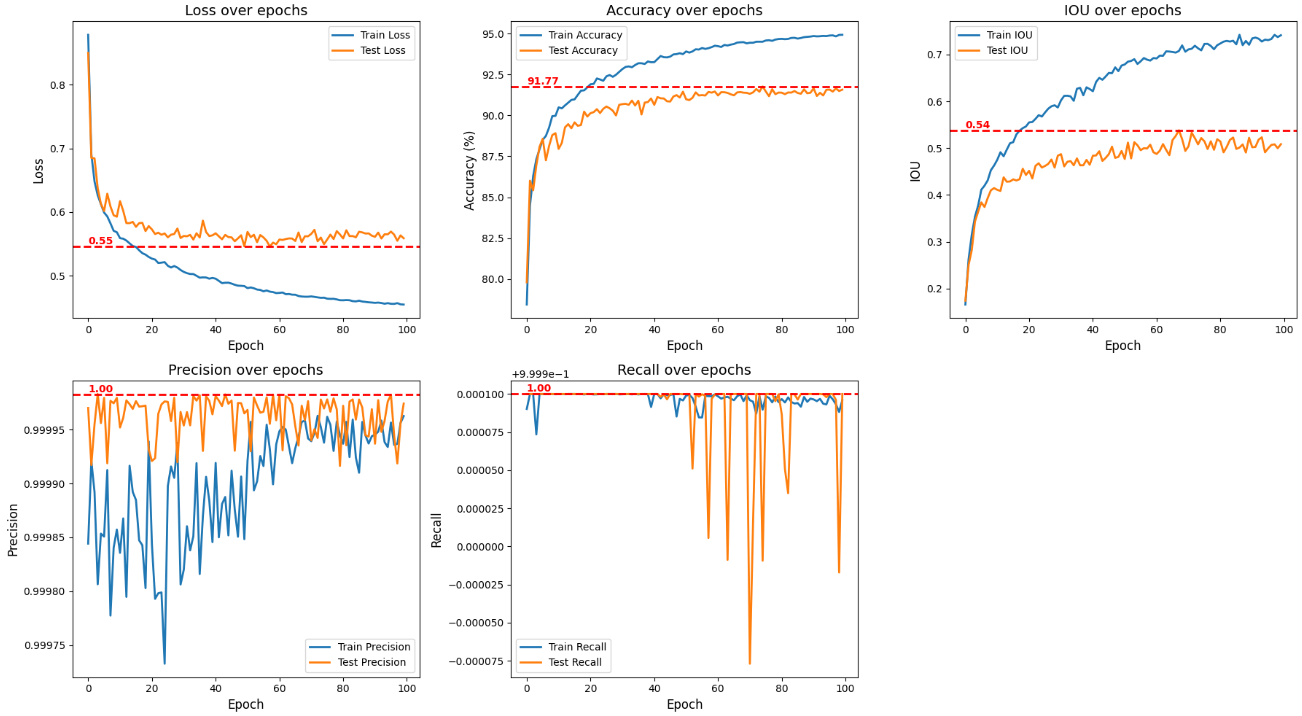 Loss over epochs
Loss
0.8
0.7
0.6
0.5
0.55
Train Loss
Test Loss
0 20 40 60 80 100
Epoch
Accuracy over epochs
Accuracy (%)
95.0
92.5
90.0
87.5
85.0
82.5
80.0
91.77
Train Accuracy
Test Accuracy
0 20 40 60 80 100
Epoch
IOU over epochs
IOU
0.7
0.6
0.5
0.4
0.3
0.2
0.54
Train IOU
Test IOU
0 20 40 60 80 100
Epoch
Precision over epochs
Precision
0.99995
0.99990
0.99985
0.99980
0.99975
1.00
Train Precision
Test Precision
0 20 40 60 80 100
Epoch
+9.999e−1
Recall over epochs
Recall
0.000100
0.000075
0.000050
0.000025
0.000000
−0.000025
−0.000050
−0.000075
1.00
Train Recall
Test Recall
0 20 40 60 80 100
Epoch